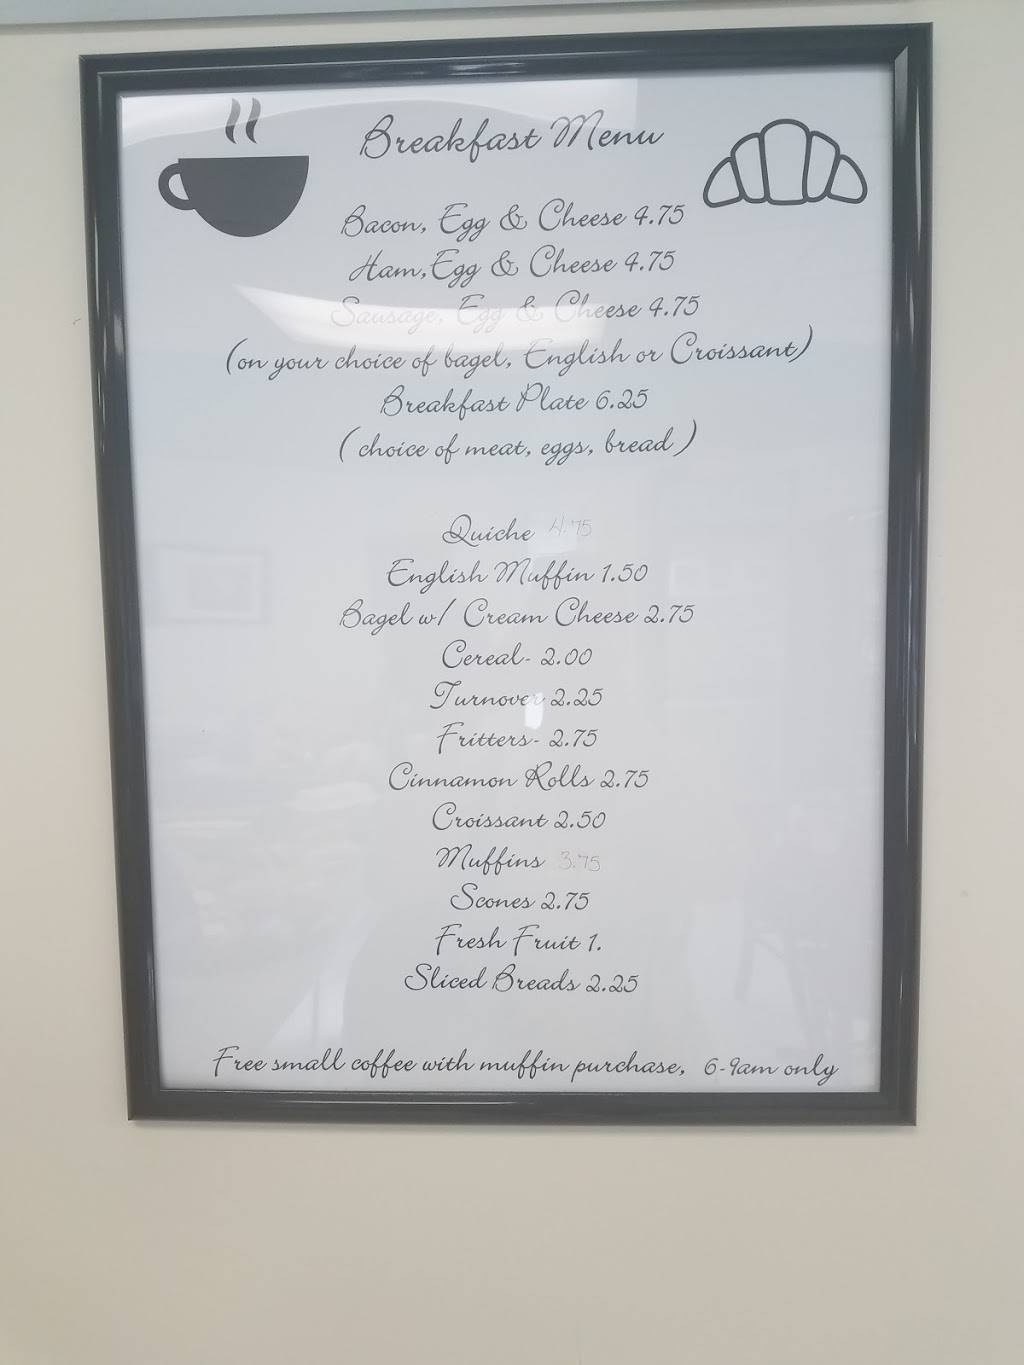 Breakfast Menu
Bacon, Egg & Cheese 4.75
Ham,Egg & Cheese 4.75
Sausage, Egg & Cheese 4.75
(on your choice of bagel, English or Croissant)
Breakfast Plate 6.25
( choice of meat, eggs, bread )
Quiche 4.75
English Muffin 1.50
Bagel w/ Cream Cheese 2.75
Cereal- 2.00
Turnover 2.25
Fritters- 2.75
Cinnamon Rolls 2.75
Croissant 2.50
Muffins 3.75
Scones 2.75
Fresh Fruit 1.
Sliced Breads 2.25
Free small coffee with muffin purchase, 6-9am only